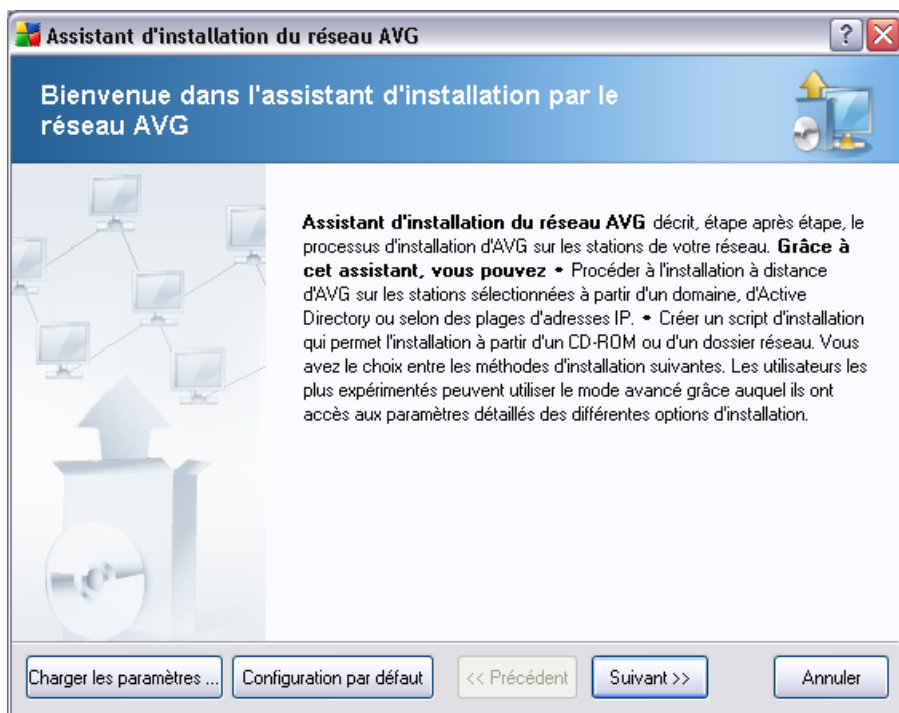 Assistant d'installation du réseau AVG
?
Bienvenue dans l'assistant d'installation par le
réseau AVG
Assistant d'installation du réseau AVG décrit, étape après étape, le
processus d'installation d'AVG sur les stations de votre réseau. Grâce à
cet assistant, vous pouvez • Procéder à l'installation à distance
d'AVG sur les stations sélectionnées à partir d'un domaine, d'Active
Directory ou selon des plages d'adresses IP. • Créer un script d'installation
qui permet l'installation à partir d'un CD-ROM ou d'un dossier réseau. Vous
avez le choix entre les méthodes d'installation suivantes. Les utilisateurs les
plus expérimentés peuvent utiliser le mode avancé grâce auquel ils ont
accès aux paramètres détaillés des différentes options d'installation.
Charger les paramètres ...
Configuration par défaut
<< Précédent
Suivant >>
Annuler